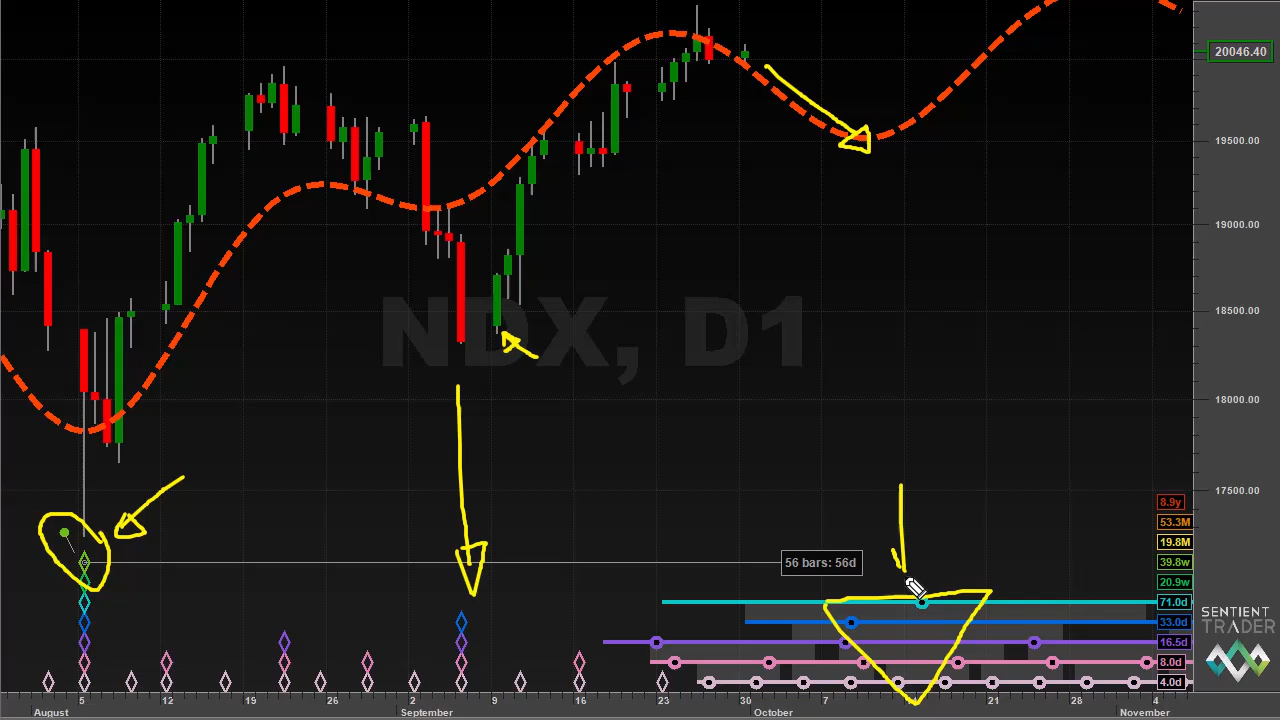 20046.40
19500.00
19000.00
NDX, D1
18500.00
18000.00
17500.00
8.9y
53.3M
19.8M
56 bars: 56d
39.8w
20.9w
71.0d
33.0d
16.5d
8.0d
4.0d
SENTIENT
TRADER
5 12 19 26 2 9 16 23 30 7 14 21 28 4
August September October November